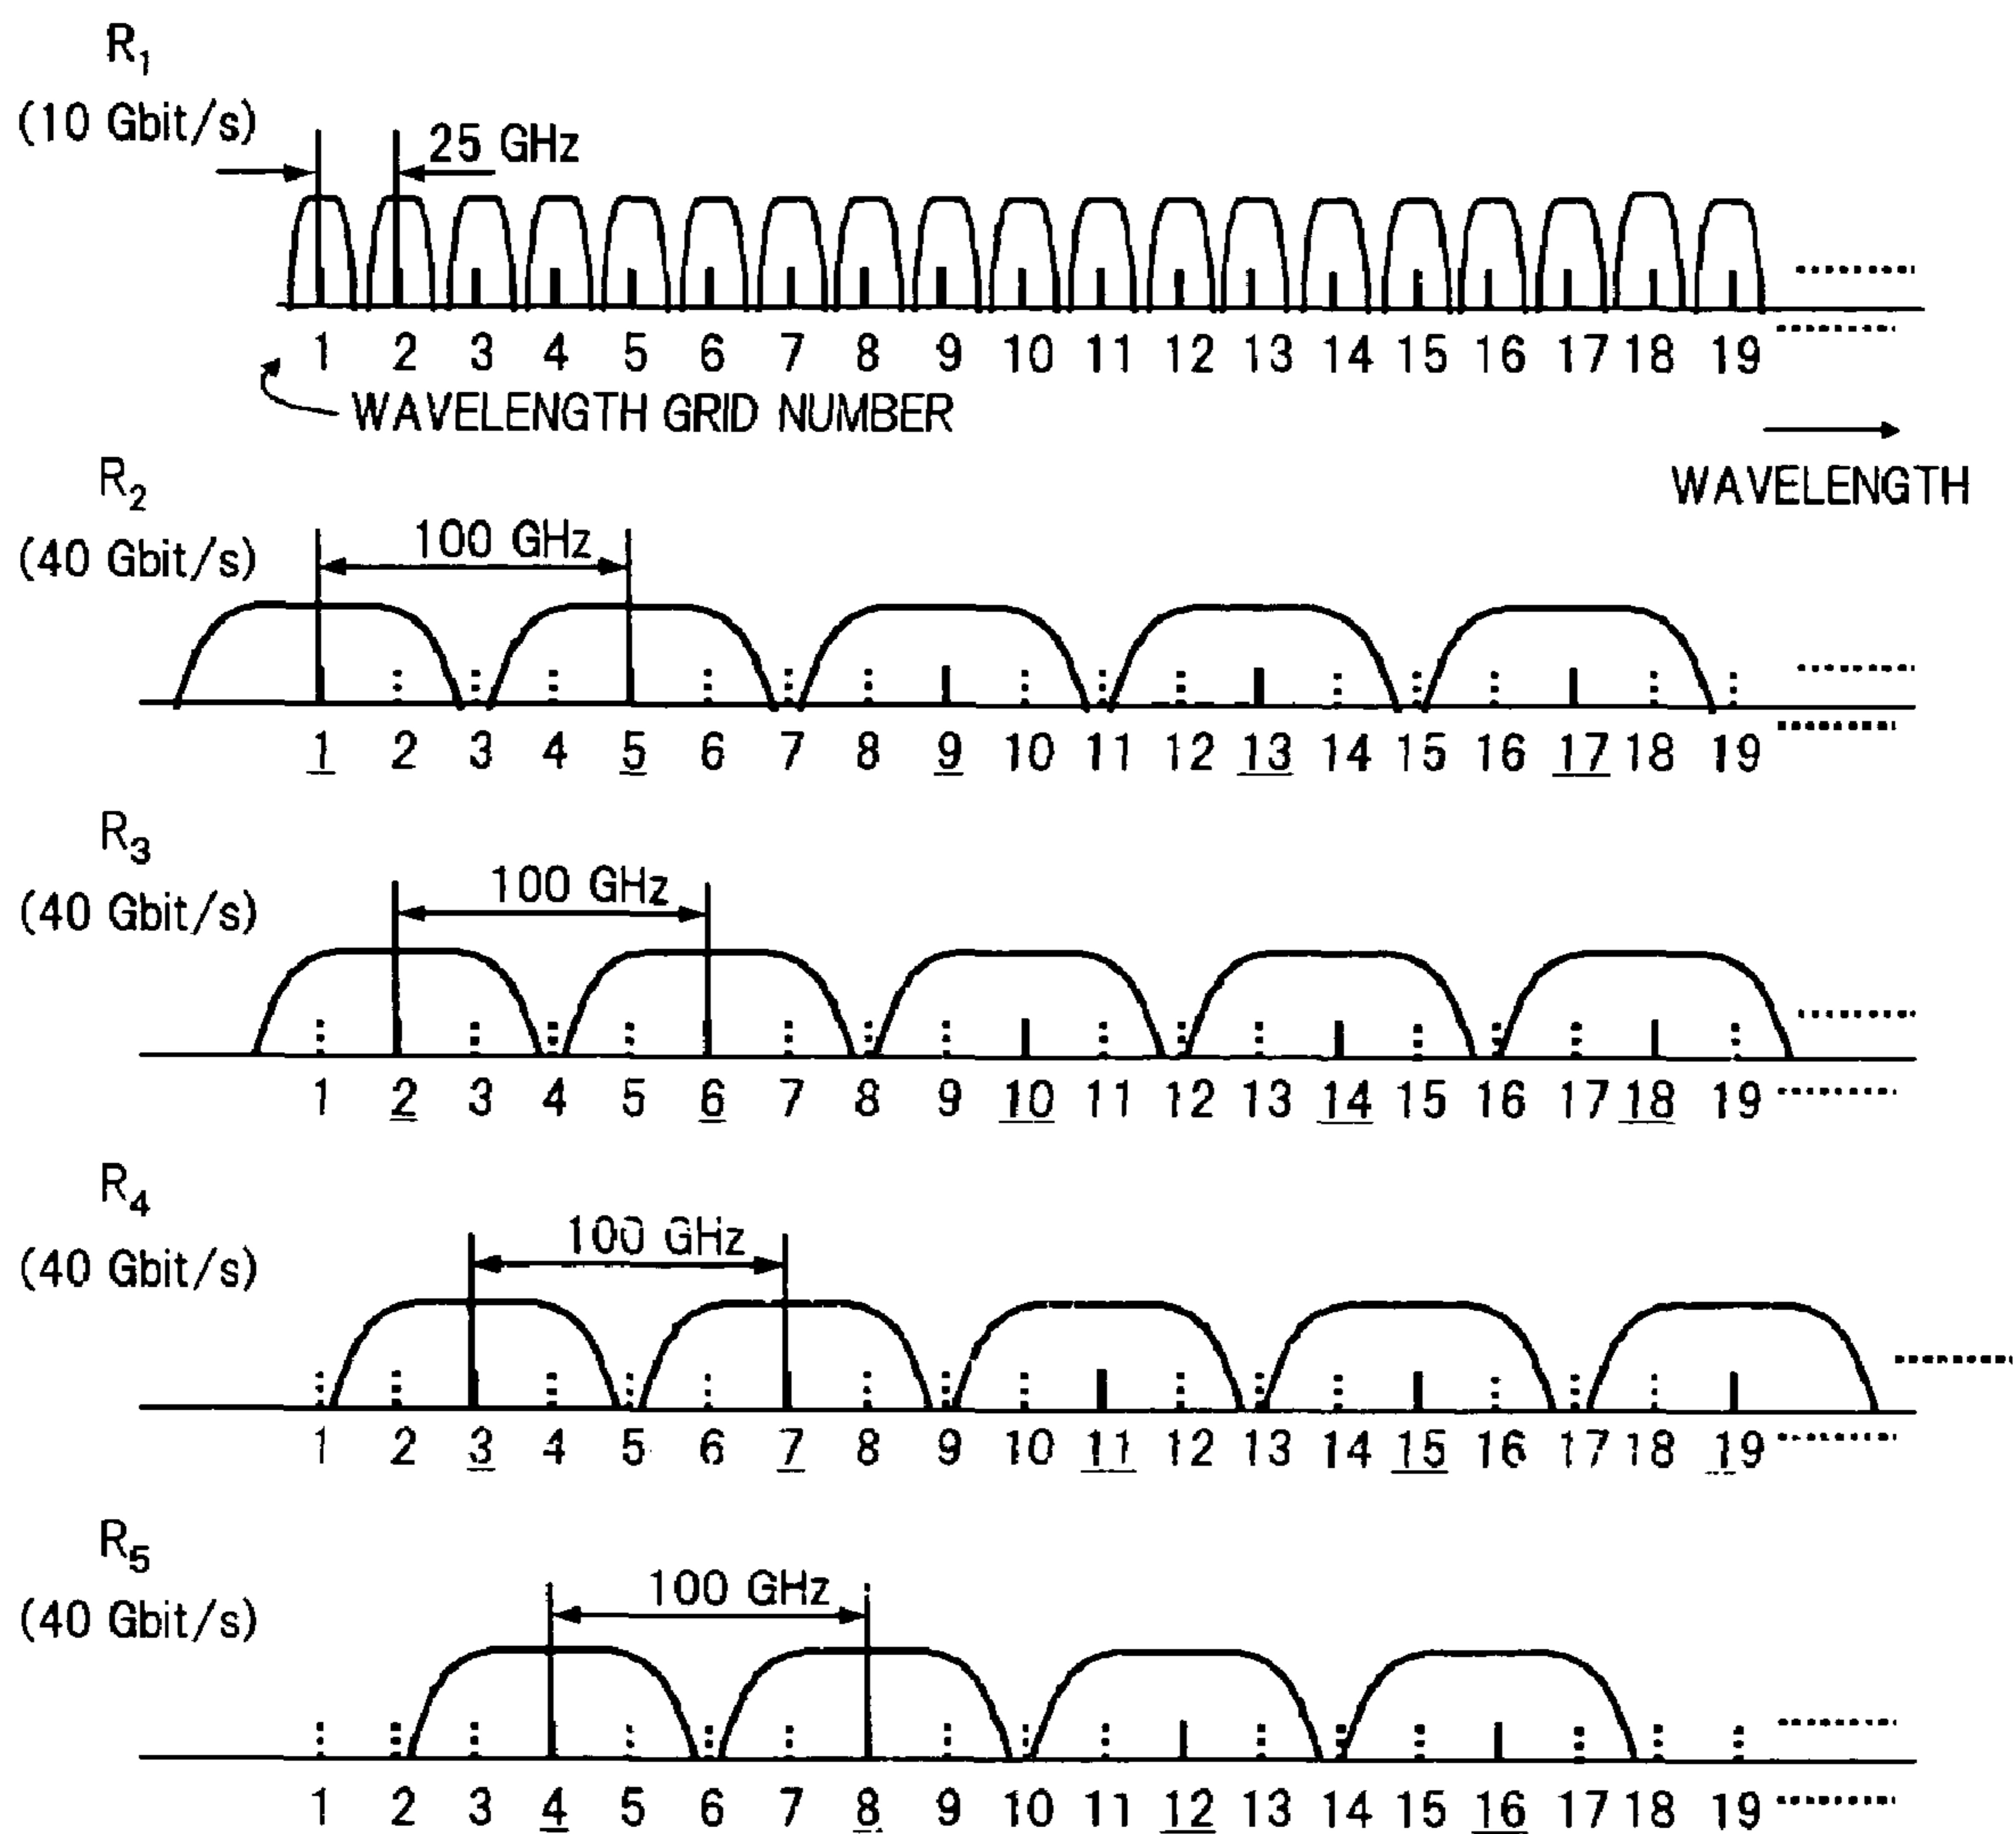 R1
(10 Gbit/s)
25 GHz
1 2 3 4 5 6 7 8 9 10 11 12 13 14 15 16 17 18 19
WAVELENGTH GRID NUMBER
WAVELENGTH
R2
(40 Gbit/s)
100 GHz
1 2 3 4 5 6 7 8 9 10 11 12 13 14 15 16 17 18 19
R3
(40 Gbit/s)
100 GHz
1 2 3 4 5 6 7 8 9 10 11 12 13 14 15 16 17 18 19
R4
(40 Gbit/s)
100 GHz
1 2 3 4 5 6 7 8 9 10 11 12 13 14 15 16 17 18 19
R5
(40 Gbit/s)
100 GHz
1 2 3 4 5 6 7 8 9 10 11 12 13 14 15 16 17 18 19